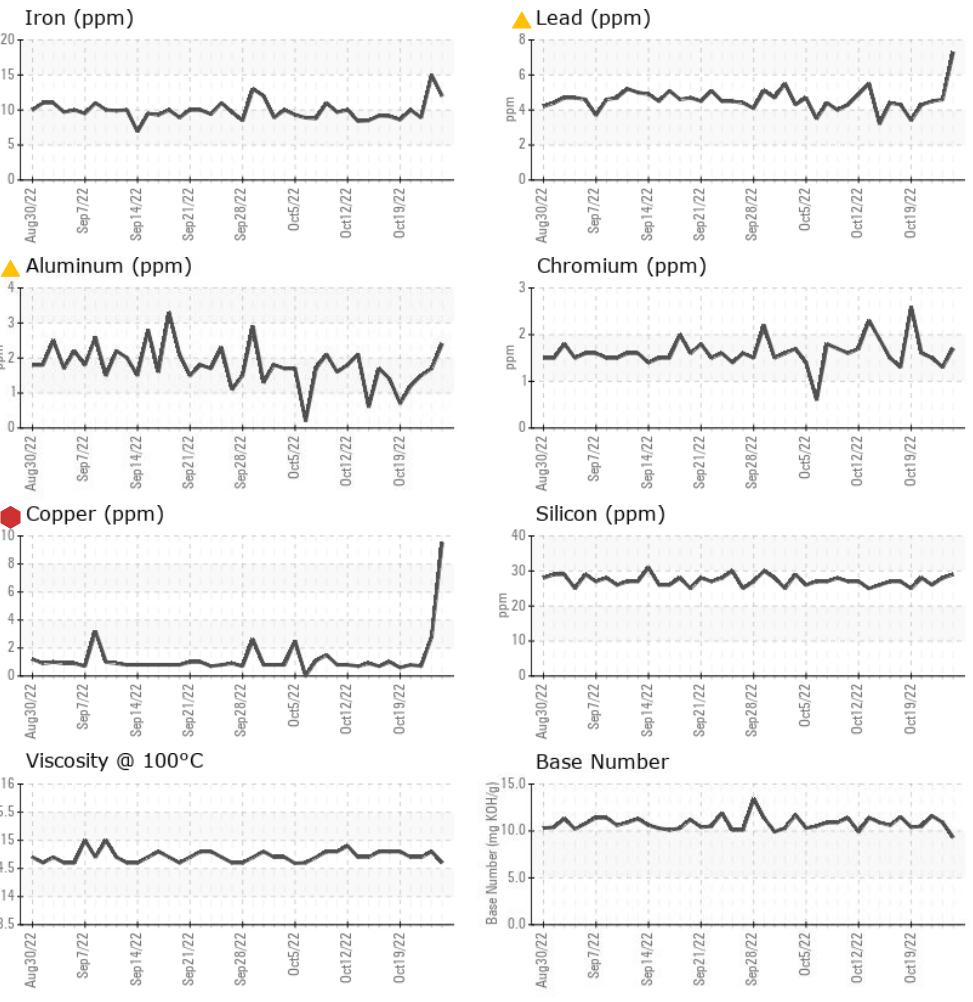 Iron (ppm)
20
15
10
5
0
Aug30/22 Sep7/22 Sep14/22 Sep21/22 Sep28/22 Oct5/22 Oct12/22 Oct19/22
Lead (ppm)
ppm
8
6
4
2
0
Aug30/22 Sep7/22 Sep14/22 Sep21/22 Sep28/22 Oct5/22 Oct12/22 Oct19/22
Aluminum (ppm)
ppm
4
3
2
1
0
Aug30/22 Sep7/22 Sep14/22 Sep21/22 Sep28/22 Oct5/22 Oct12/22 Oct19/22
Chromium (ppm)
ppm
3
2
1
0
Aug30/22 Sep7/22 Sep14/22 Sep21/22 Sep28/22 Oct5/22 Oct12/22 Oct19/22
Copper (ppm)
10
8
6
4
2
0
Aug30/22 Sep7/22 Sep14/22 Sep21/22 Sep28/22 Oct5/22 Oct12/22 Oct19/22
Silicon (ppm)
ppm
40
30
20
10
0
Aug30/22 Sep7/22 Sep14/22 Sep21/22 Sep28/22 Oct5/22 Oct12/22 Oct19/22
Viscosity @ 100°C
16
5.5
15
4.5
14
3.5
Aug30/22 Sep7/22 Sep14/22 Sep21/22 Sep28/22 Oct5/22 Oct12/22 Oct19/22
Base Number
Base Number (mg KOH/g)
15.0
10.0
5.0
0.0
Aug30/22 Sep7/22 Sep14/22 Sep21/22 Sep28/22 Oct5/22 Oct12/22 Oct19/22